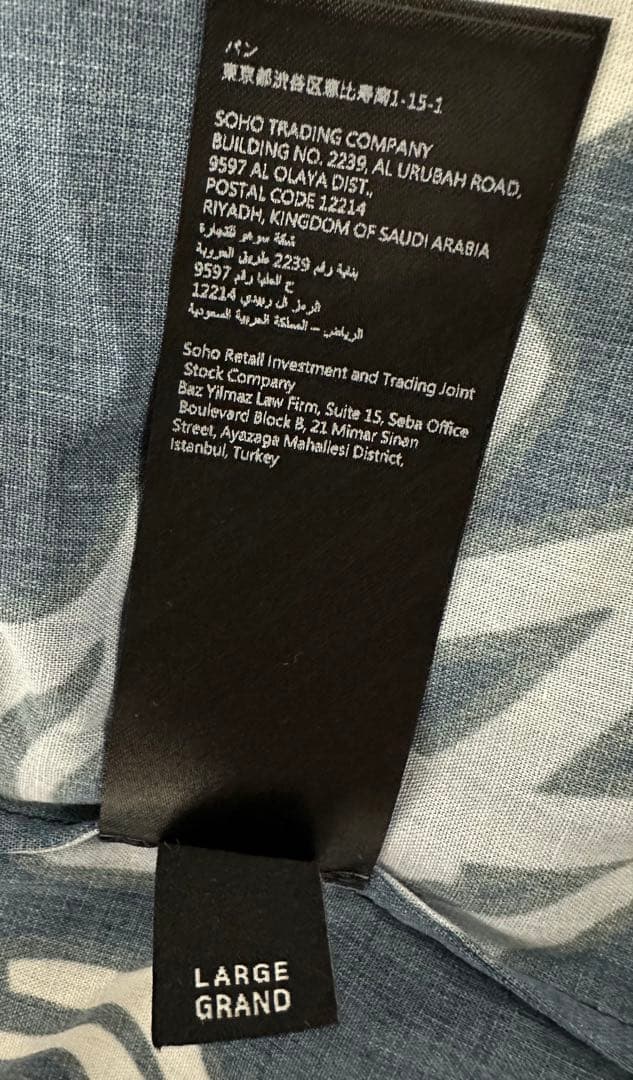 パン
東京都渋谷区恵比寿南1-15-1
SOHO TRADING COMPANY
BUILDING NO. 2239, AL URUBAH ROAD,
9597 AL OLAYA DIST.,
POSTAL CODE 12214
RIYADH, KINGDOM OF SAUDI ARABIA
شركة سوهو للتجارة
بناية رقم 2239 طريق العروبة
ح العليا رقم 9597
الرمز ال ريدي 12214
الرياض – المملكة العربية السعودية
Soho Retail Investment and Trading Joint
Stock Company
Baz Yilmaz Law Firm, Suite 15, Seba Office
Boulevard Block B, 21 Mimar Sinan
Street, Ayazaga Mahallesi District,
Istanbul, Turkey
LARGE
GRAND